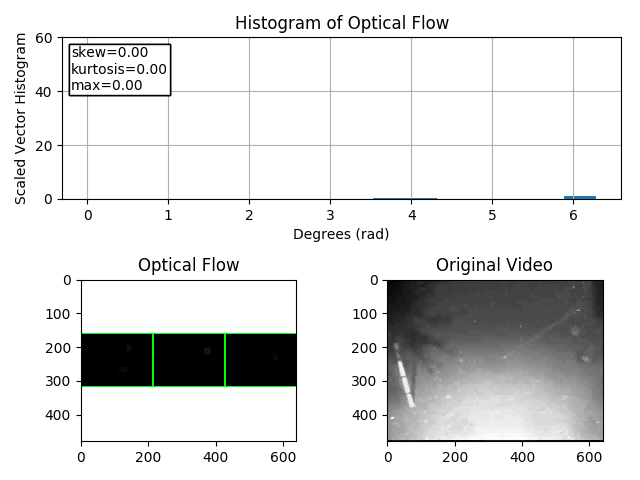 Histogram of Optical Flow
Scaled Vector Histogram
60
40
20
0
skew=0.00
kurtosis=0.00
max=0.00
0 1 2 3 4 5 6
Degrees (rad)
Optical Flow
0
100
200
300
400
0 200 400 600
Original Video
0
100
200
300
400
0 200 400 600